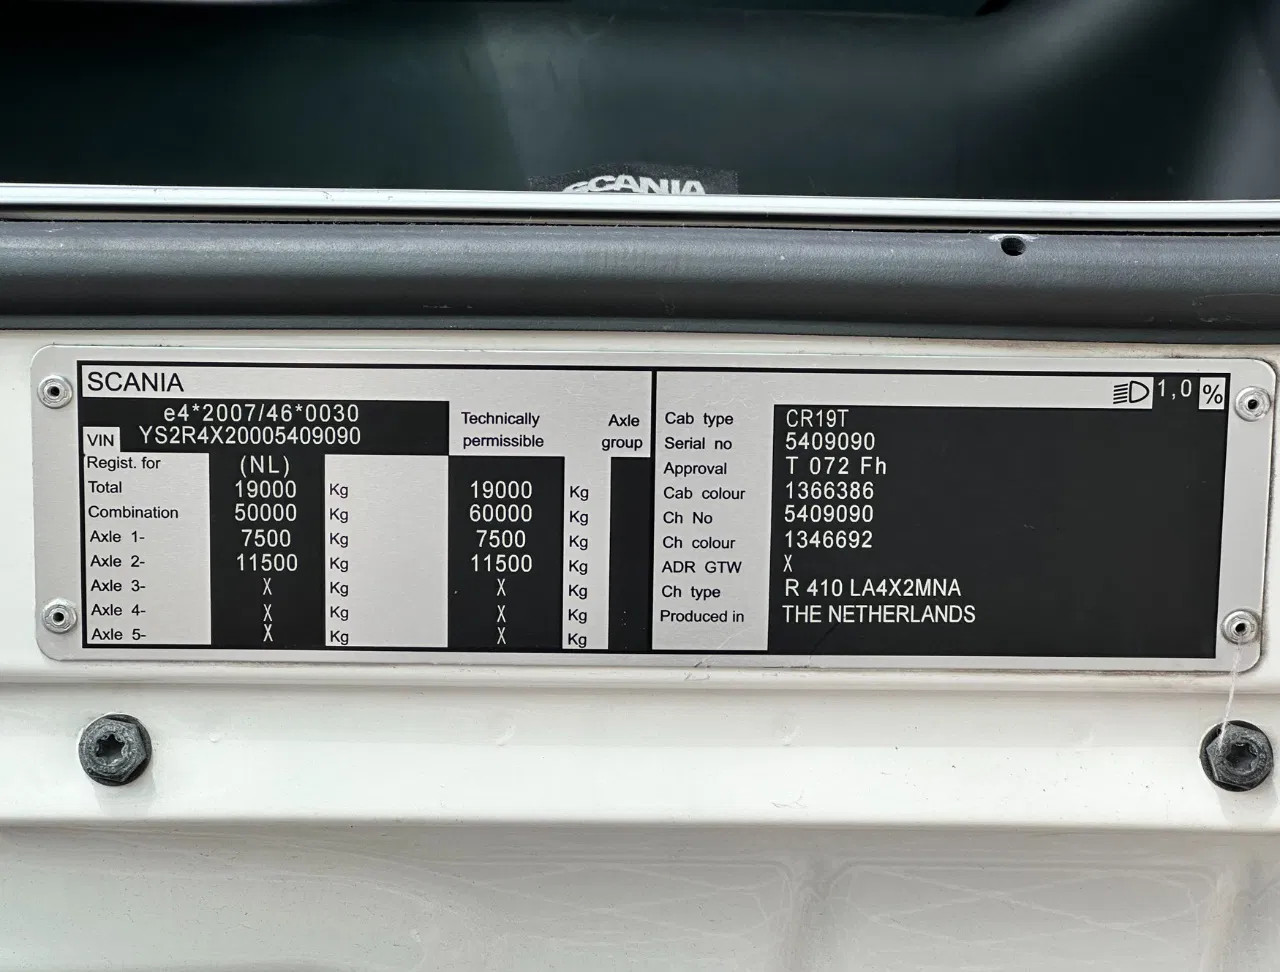 SCANIA
SCANIA
e4*2007/46*0030
VIN YS2R4X20005409090
Technically permissible
Axle group
Regist. for (NL)
Total 19000 Kg 19000 Kg
Combination 50000 Kg 60000 Kg
Axle 1- 7500 Kg 7500 Kg
Axle 2- 11500 Kg 11500 Kg
Axle 3- X Kg X Kg
Axle 4- X Kg X Kg
Axle 5- X Kg X Kg
1,0 %
Cab type CR19T
Serial no 5409090
Approval T 072 Fh
Cab colour 1366386
Ch No 5409090
Ch colour 1346692
ADR GTW X
Ch type R 410 LA4X2MNA
Produced in THE NETHERLANDS